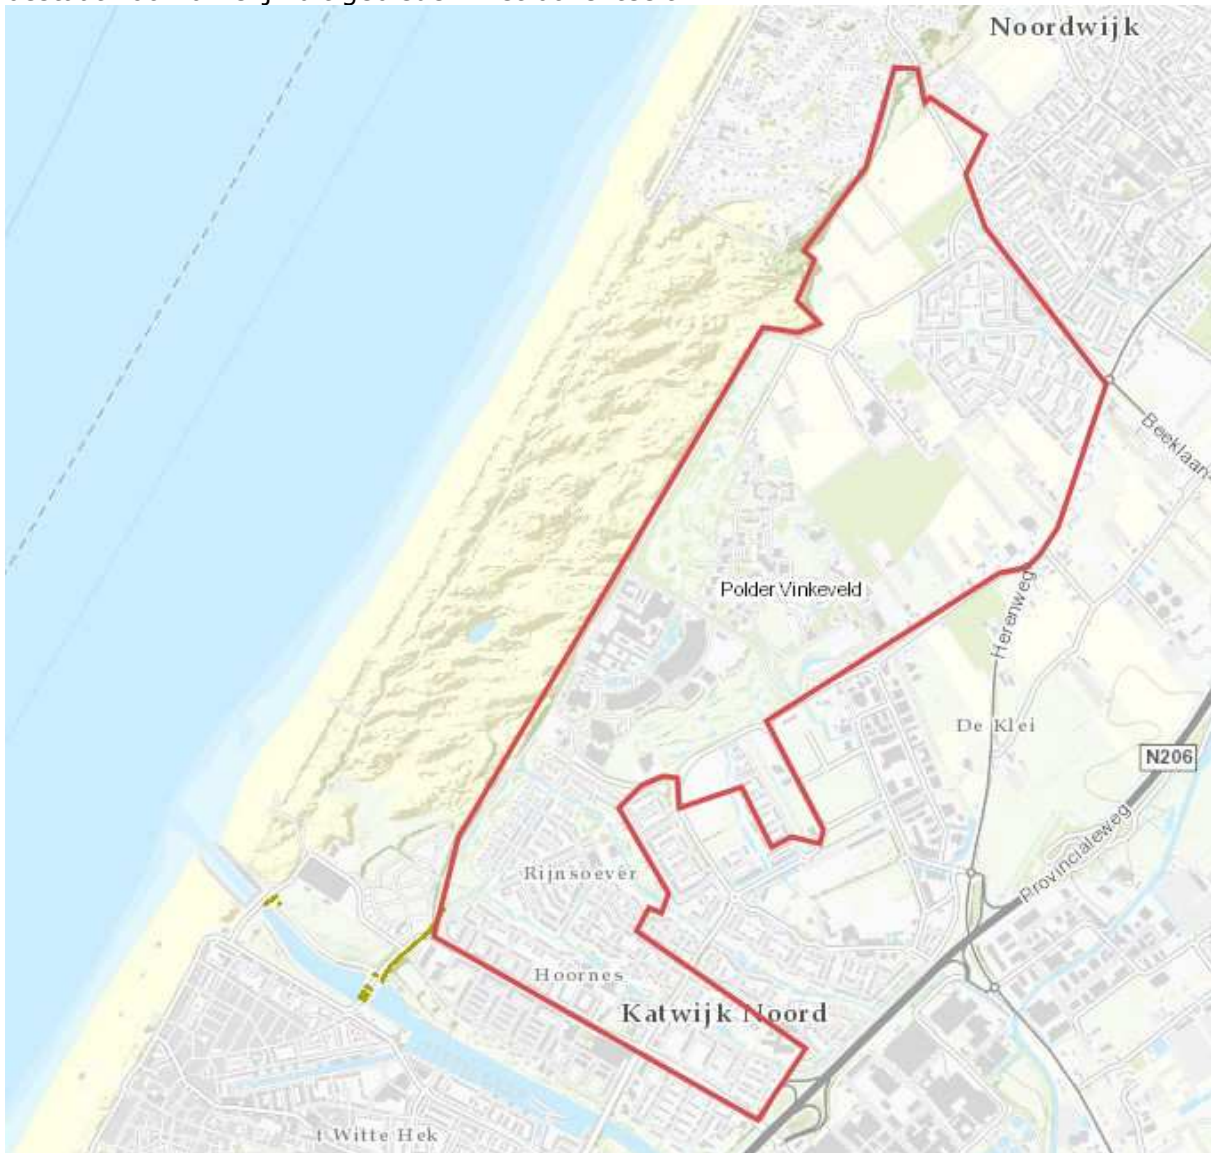 Noordwijk
Beeklaan
Polder Vinkeveld
Herenweg
De Klei
N206
Provincialeweg
Rijnsoever
Hoornes
Katwijk Noord
t Witte Hek